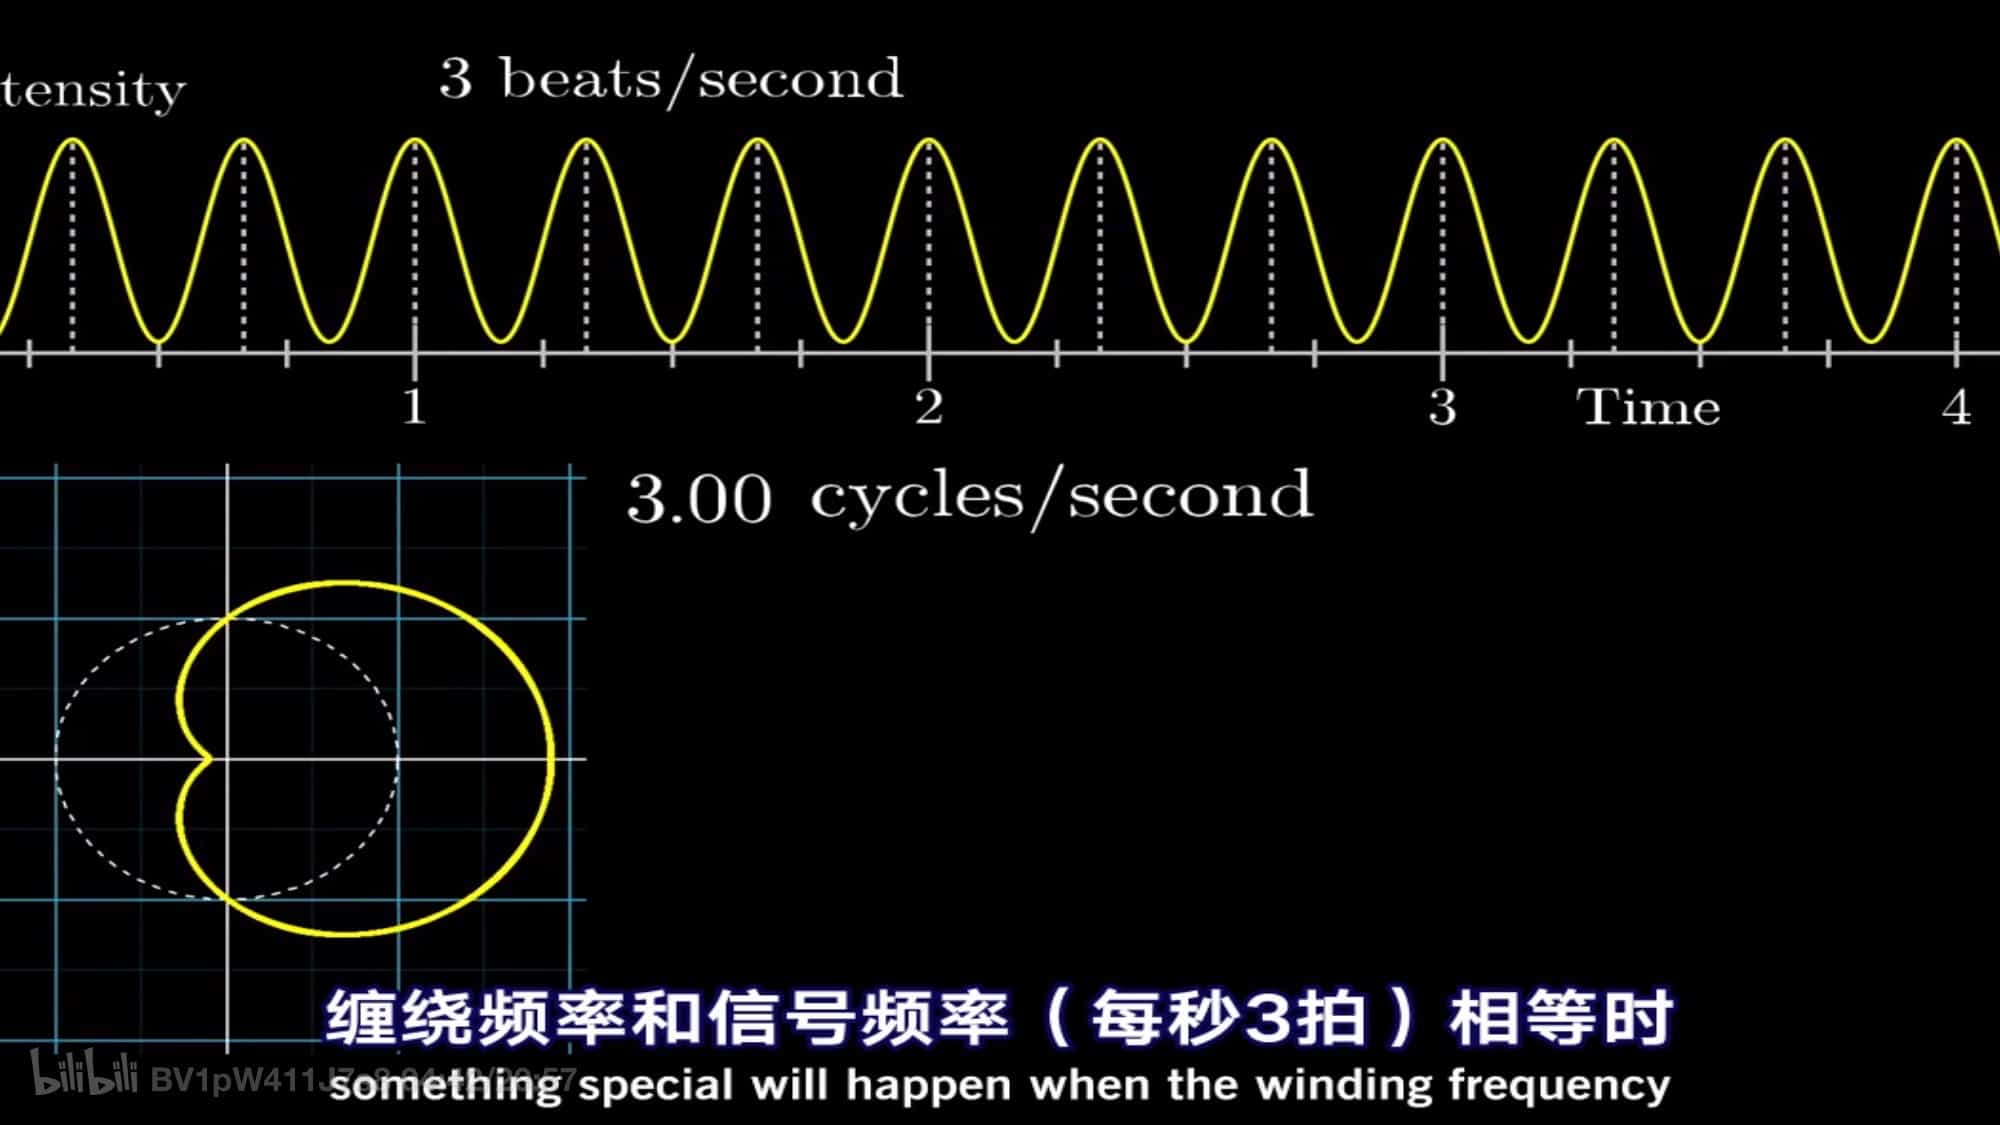 tensity
3 beats/second
1 2 3 Time 4
3.00 cycles/second
缠绕频率和信号频率（每秒3拍）相等时
bilibili
something special will happen when the winding frequency